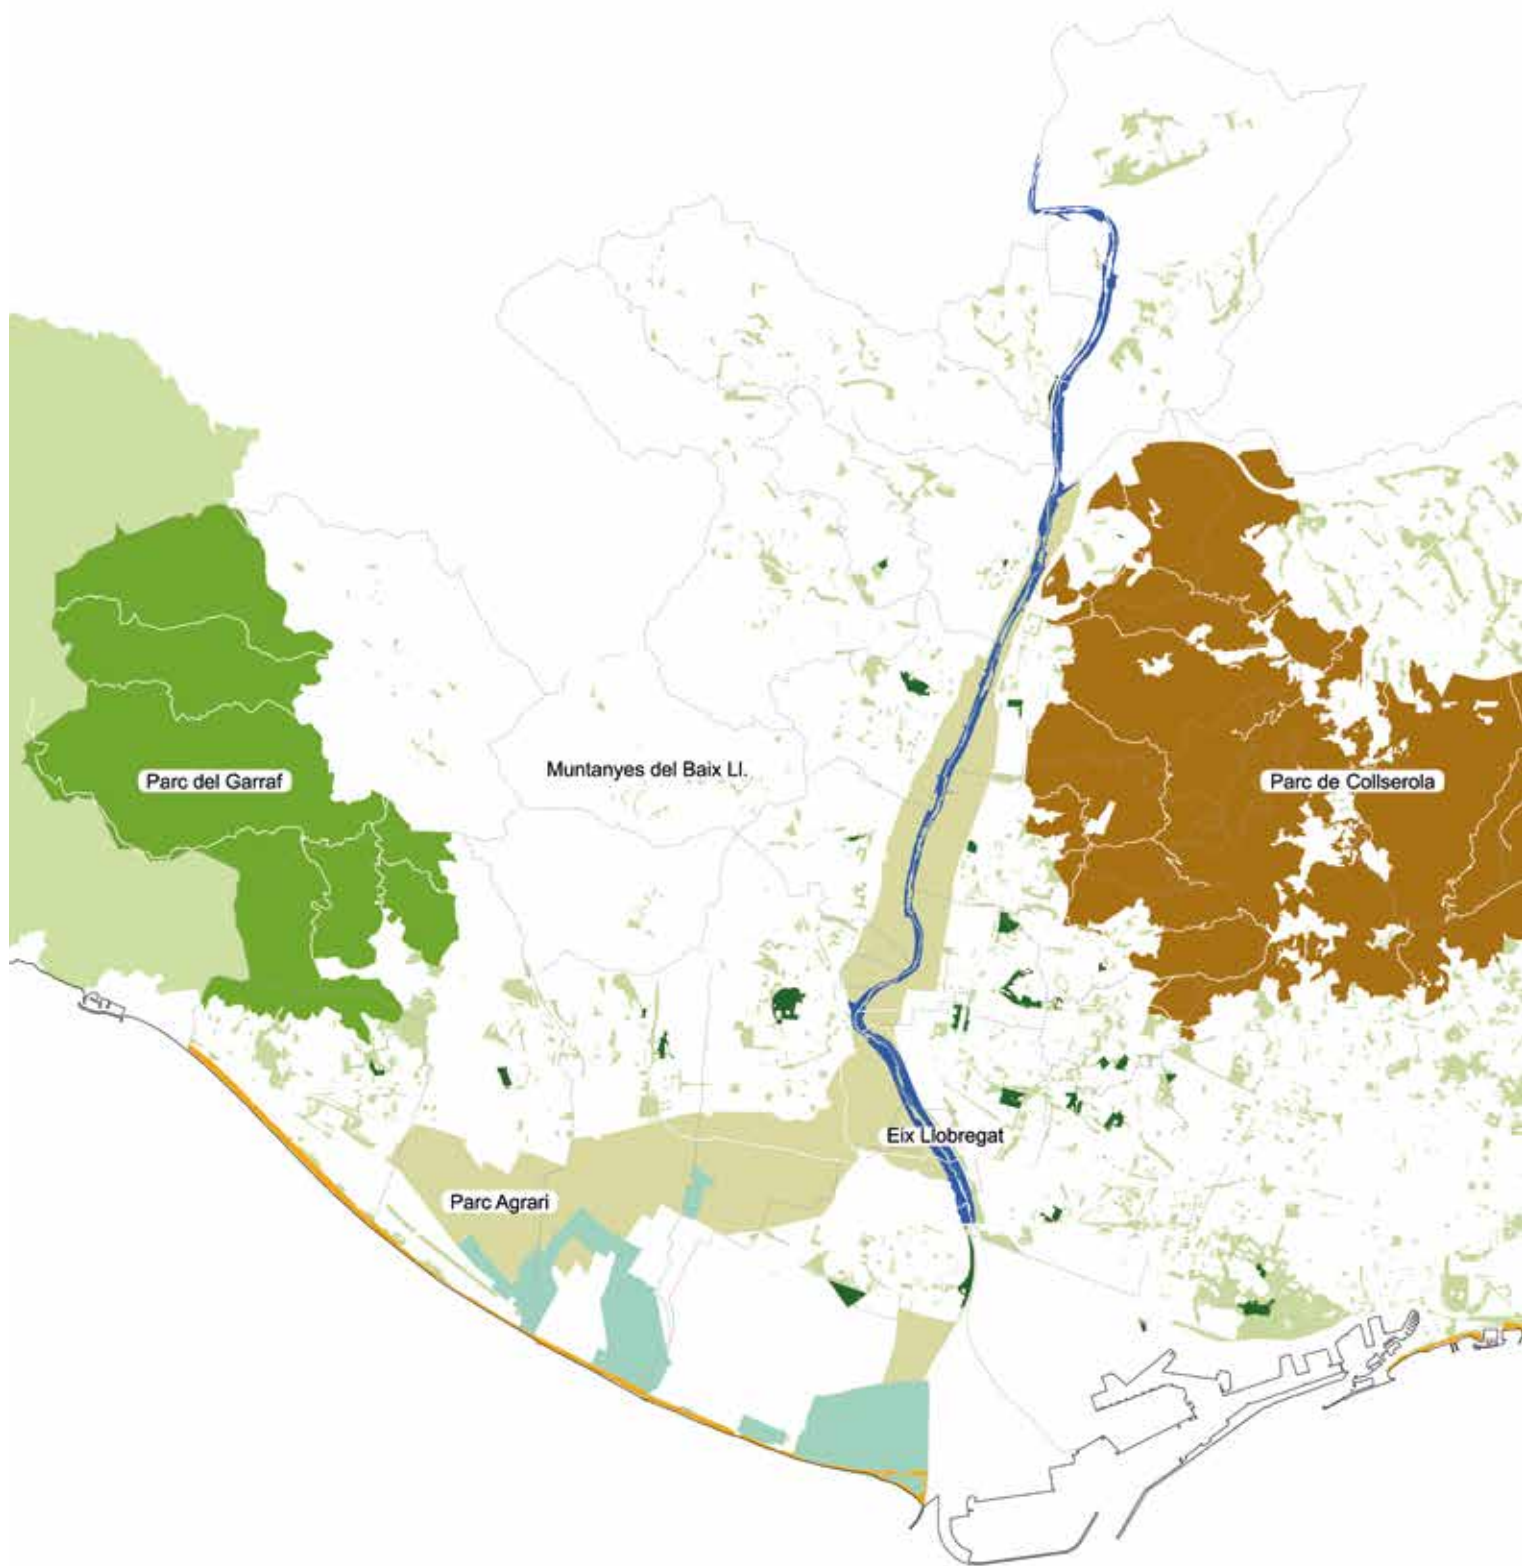 Muntanyes del Baix Ll.
Parc del Garraf
Parc de Collserola
Eix Llobregat
Parc Agrari